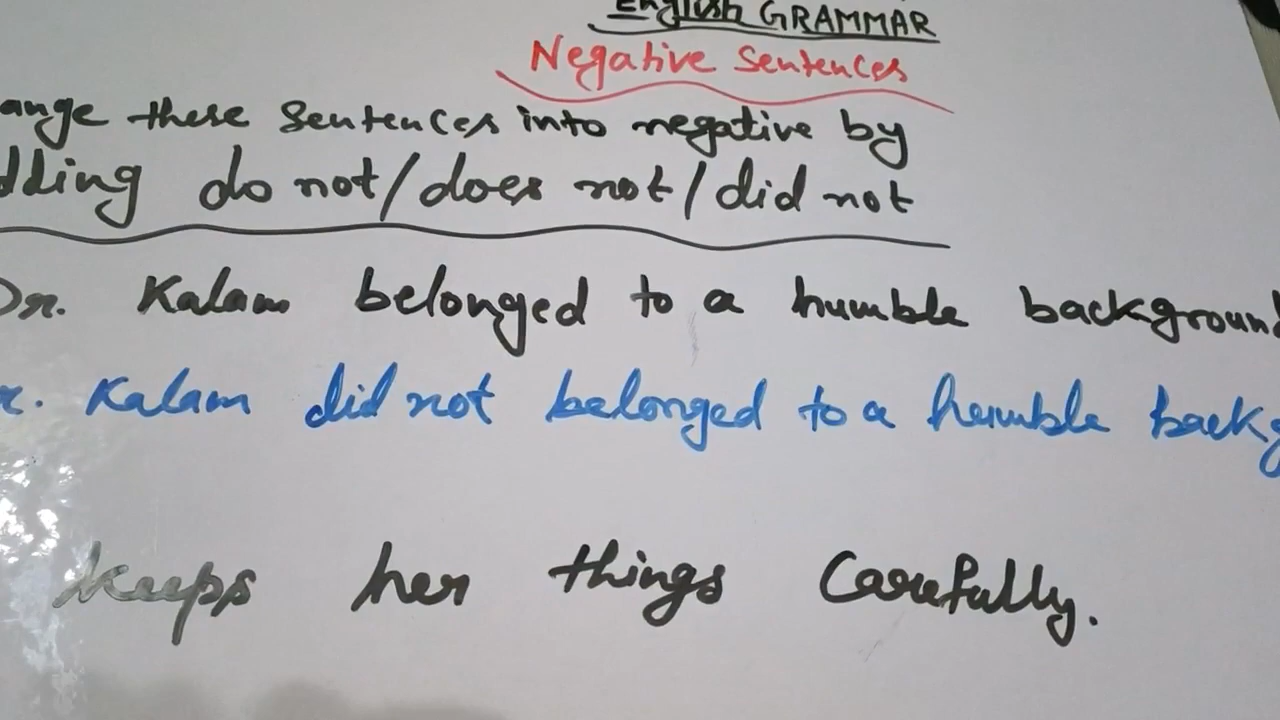 English GRAMMAR
Negative Sentences
ange these sentences into negative by
dding do not/does not/did not
Dr. Kalam belonged to a humble background
r. Kalam did not belonged to a humble backg
keeps her things Carefully.